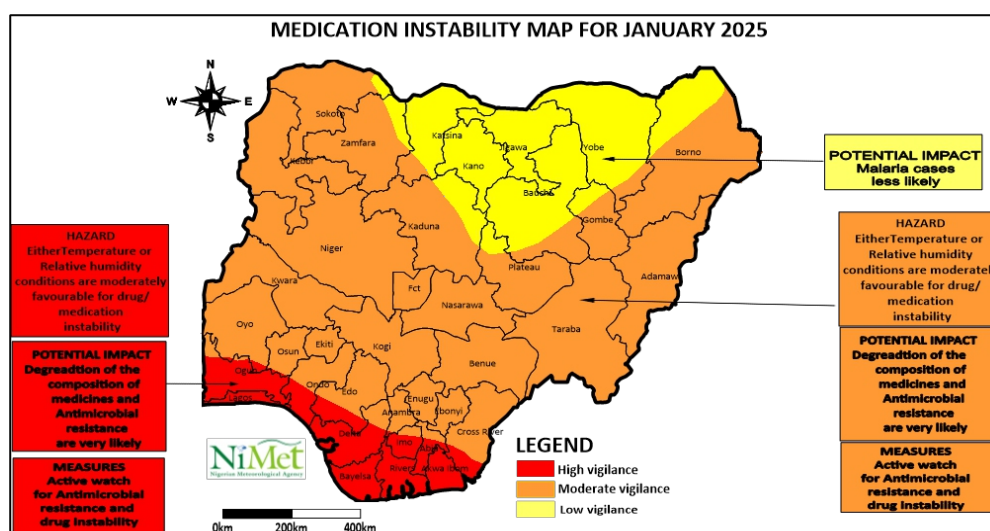 MEDICATION INSTABILITY MAP FOR JANUARY 2025
N
W
E
S
Sokoto
Zamfara
Kebbi
Katsina
Kano
Jigawa
Yobe
Borno
Bauchi
Gombe
Kaduna
Niger
Plateau
Adamaw
Kwara
Fct
Nasarawa
Taraba
Oyo
Osun
Ekiti
Kogi
Benue
Ogun
Lagos
Ondo
Edo
Enugu
Anambra
Ebonyi
Cross River
Delta
Imo
Abia
Bayelsa
Rivers
Akwa Ibom
POTENTIAL IMPACT
Malaria cases
less likely
HAZARD
EitherTemperature or
Relative humidity
conditions are moderately
favourable for drug/
medication
instability
POTENTIAL IMPACT
Degreadtion of the
composition of
medicines and
Antimicrobial
resistance
are very likely
MEASURES
Active watch
for Antimicrobial
resistance and
drug instability
HAZARD
EitherTemperature or
Relative humidity
conditions are moderately
favourable for drug/
medication
instability
POTENTIAL IMPACT
Degreadtion of the
composition of
medicines and
Antimicrobial
resistance
are very likely
MEASURES
Active watch
for Antimicrobial
resistance and
drug instability
NiMet
Nigerian Meteorological Agency
LEGEND
High vigilance
Moderate vigilance
Low vigilance
0km 200km 400km